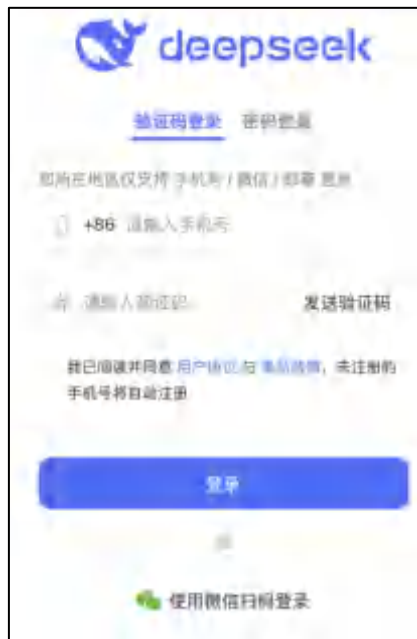 deepseek
验证码登录 密码登录
你所在地区仅支持 手机号 / 微信 / 邮箱 登录
+86 请输入手机号
请输入验证码 发送验证码
我已阅读并同意 用户协议 与 隐私政策，未注册的
手机号将自动注册
登录
或
使用微信扫码登录